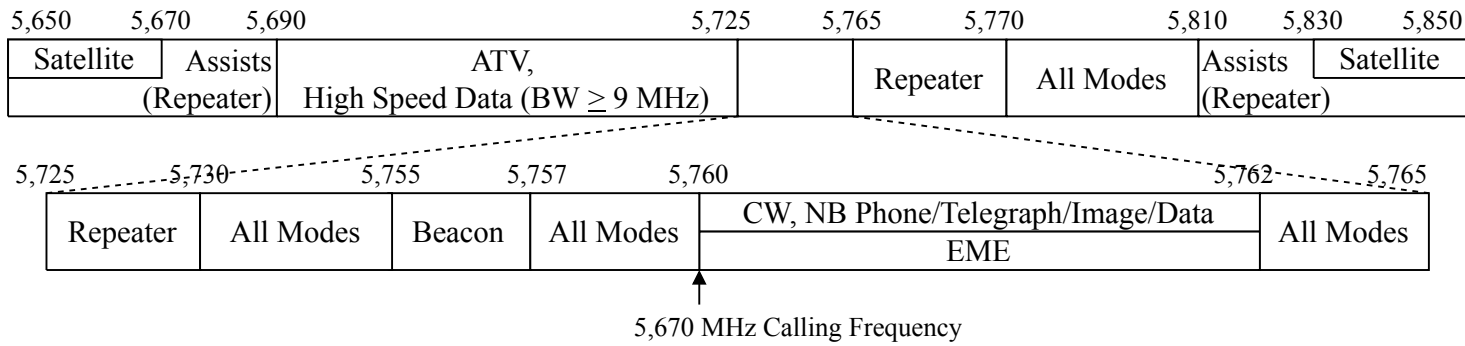 5,650 5,670 5,690 5,725 5,765 5,770 5,810 5,830 5,850
Satellite
Assists
(Repeater)
ATV,
High Speed Data (BW ≥ 9 MHz)
Repeater
All Modes
Assists
(Repeater)
Satellite
5,725 5,730 5,755 5,757 5,760 5,762 5,765
Repeater
All Modes
Beacon
All Modes
CW, NB Phone/Telegraph/Image/Data
EME
All Modes
5,670 MHz Calling Frequency